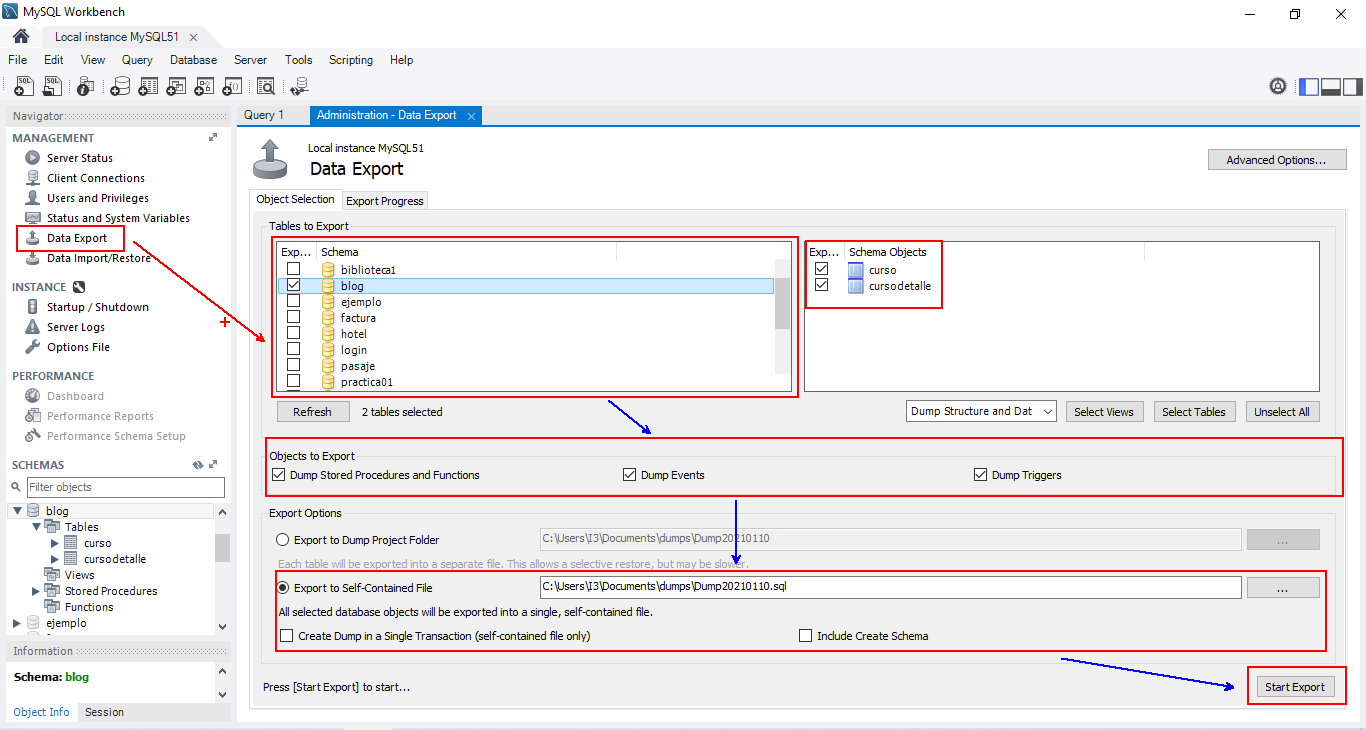 MySQL Workbench
Local instance MySQL51
File Edit View Query Database Server Tools Scripting Help
Navigator
MANAGEMENT
Server Status
Client Connections
Users and Privileges
Status and System Variables
Data Export
Data Import/Restore
INSTANCE
Startup / Shutdown
Server Logs
Options File
PERFORMANCE
Dashboard
Performance Reports
Performance Schema Setup
SCHEMAS
Filter objects
blog
Tables
curso
cursodetalle
Views
Stored Procedures
Functions
ejemplo
Information
Schema: blog
Object Info Session
Query 1 Administration - Data Export
Local instance MySQL51
Data Export
Advanced Options...
Object Selection Export Progress
Tables to Export
Exp... Schema
biblioteca1
blog
ejemplo
factura
hotel
login
pasaje
practica01
Exp... Schema Objects
curso
cursodetalle
Refresh 2 tables selected Dump Structure and Dat Select Views Select Tables Unselect All
Objects to Export
Dump Stored Procedures and Functions Dump Events Dump Triggers
Export Options
Export to Dump Project Folder C:\Users\I3\Documents\dumps\Dump20210110 ...
Each table will be exported into a separate file. This allows a selective restore, but may be slower.
Export to Self-Contained File C:\Users\I3\Documents\dumps\Dump20210110.sql ...
All selected database objects will be exported into a single, self-contained file.
Create Dump in a Single Transaction (self-contained file only) Include Create Schema
Press [Start Export] to start... Start Export